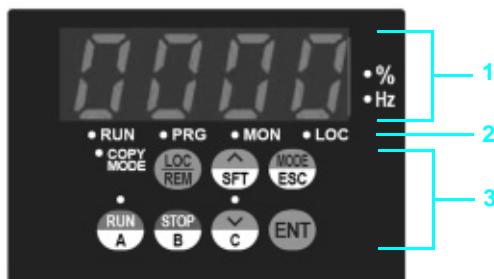 0000
• % 1
• Hz
• RUN • PRG • MON • LOC 2
• COPY MODE LOC REM ^ SFT MODE ESC
3
RUN A STOP B ˅ C ENT